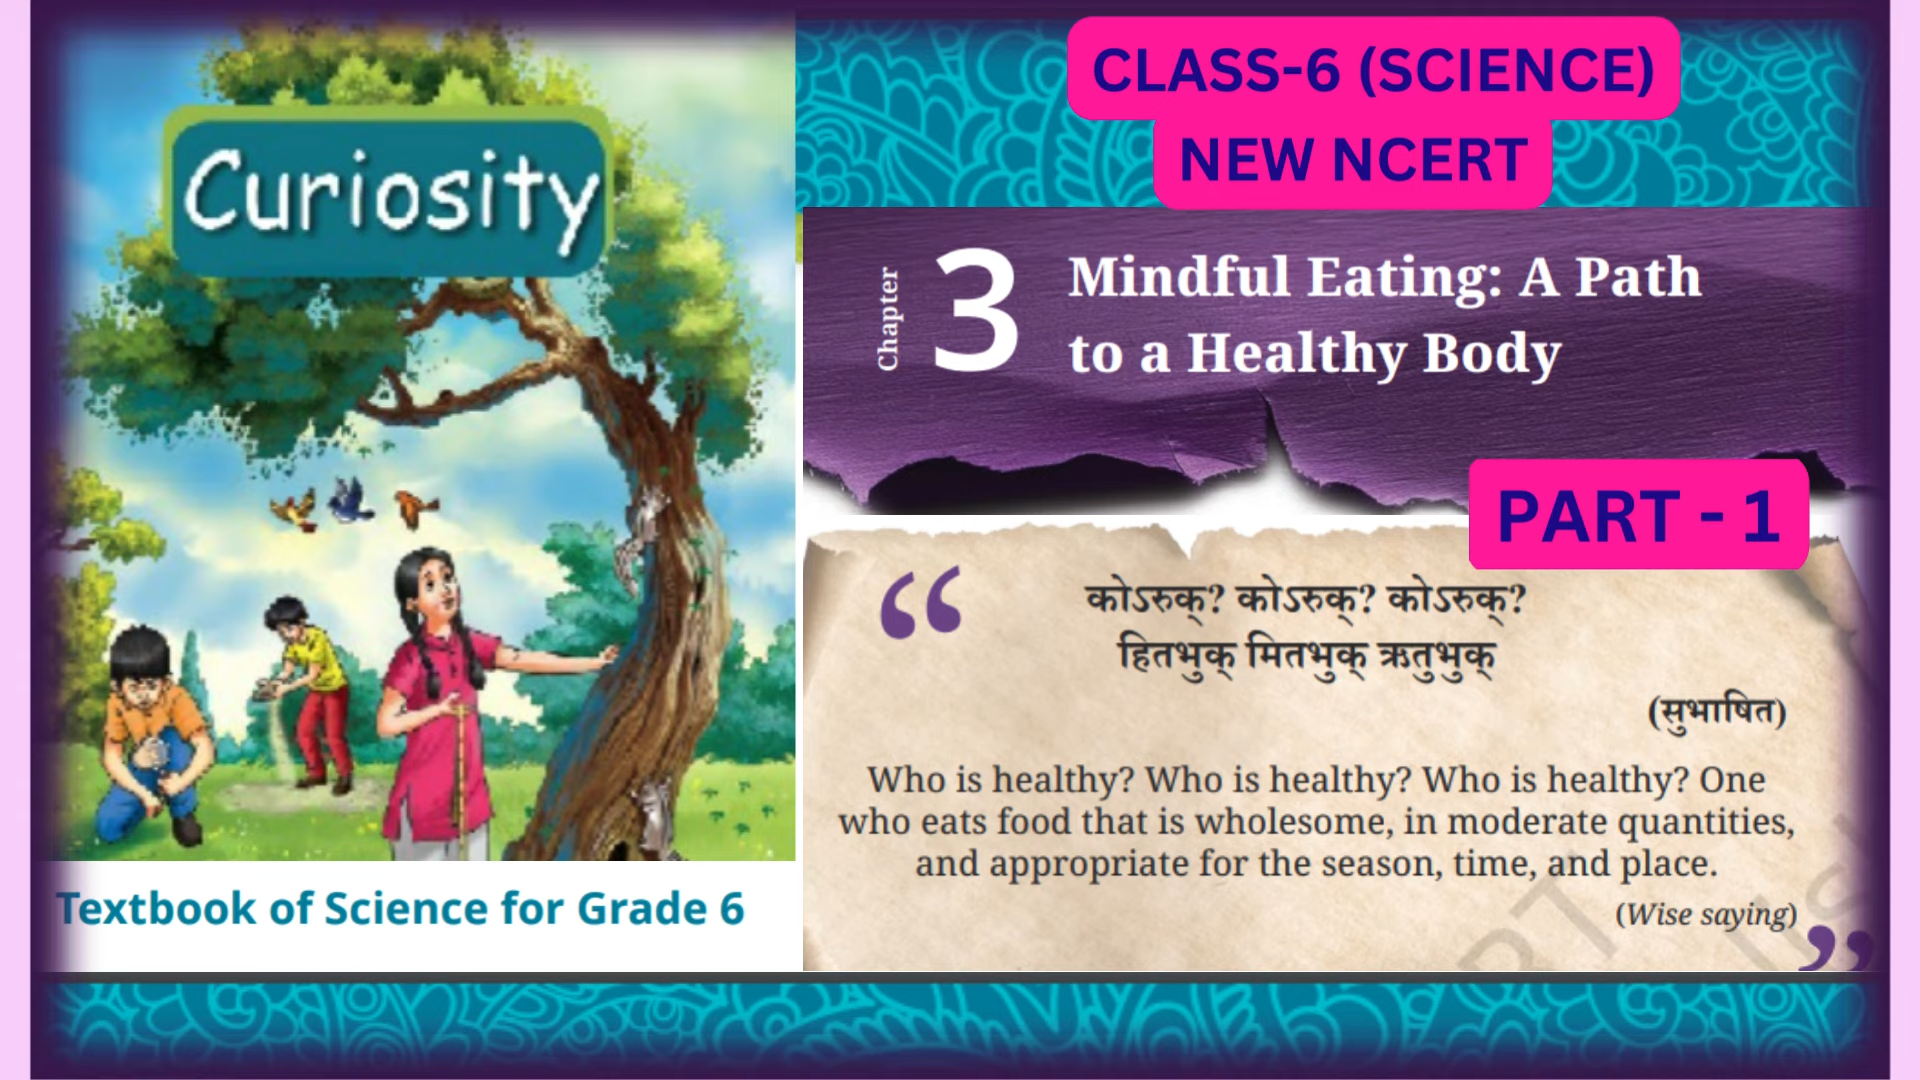 Curiosity
Textbook of Science for Grade 6
CLASS-6 (SCIENCE)
NEW NCERT
Chapter
3
Mindful Eating: A Path
to a Healthy Body
PART - 1
“
कोऽरुक्? कोऽरुक्? कोऽरुक्?
हितभुक् मितभुक् ऋतुभुक्
(सुभाषित)
Who is healthy? Who is healthy? Who is healthy? One
who eats food that is wholesome, in moderate quantities,
and appropriate for the season, time, and place.
(Wise saying)
”